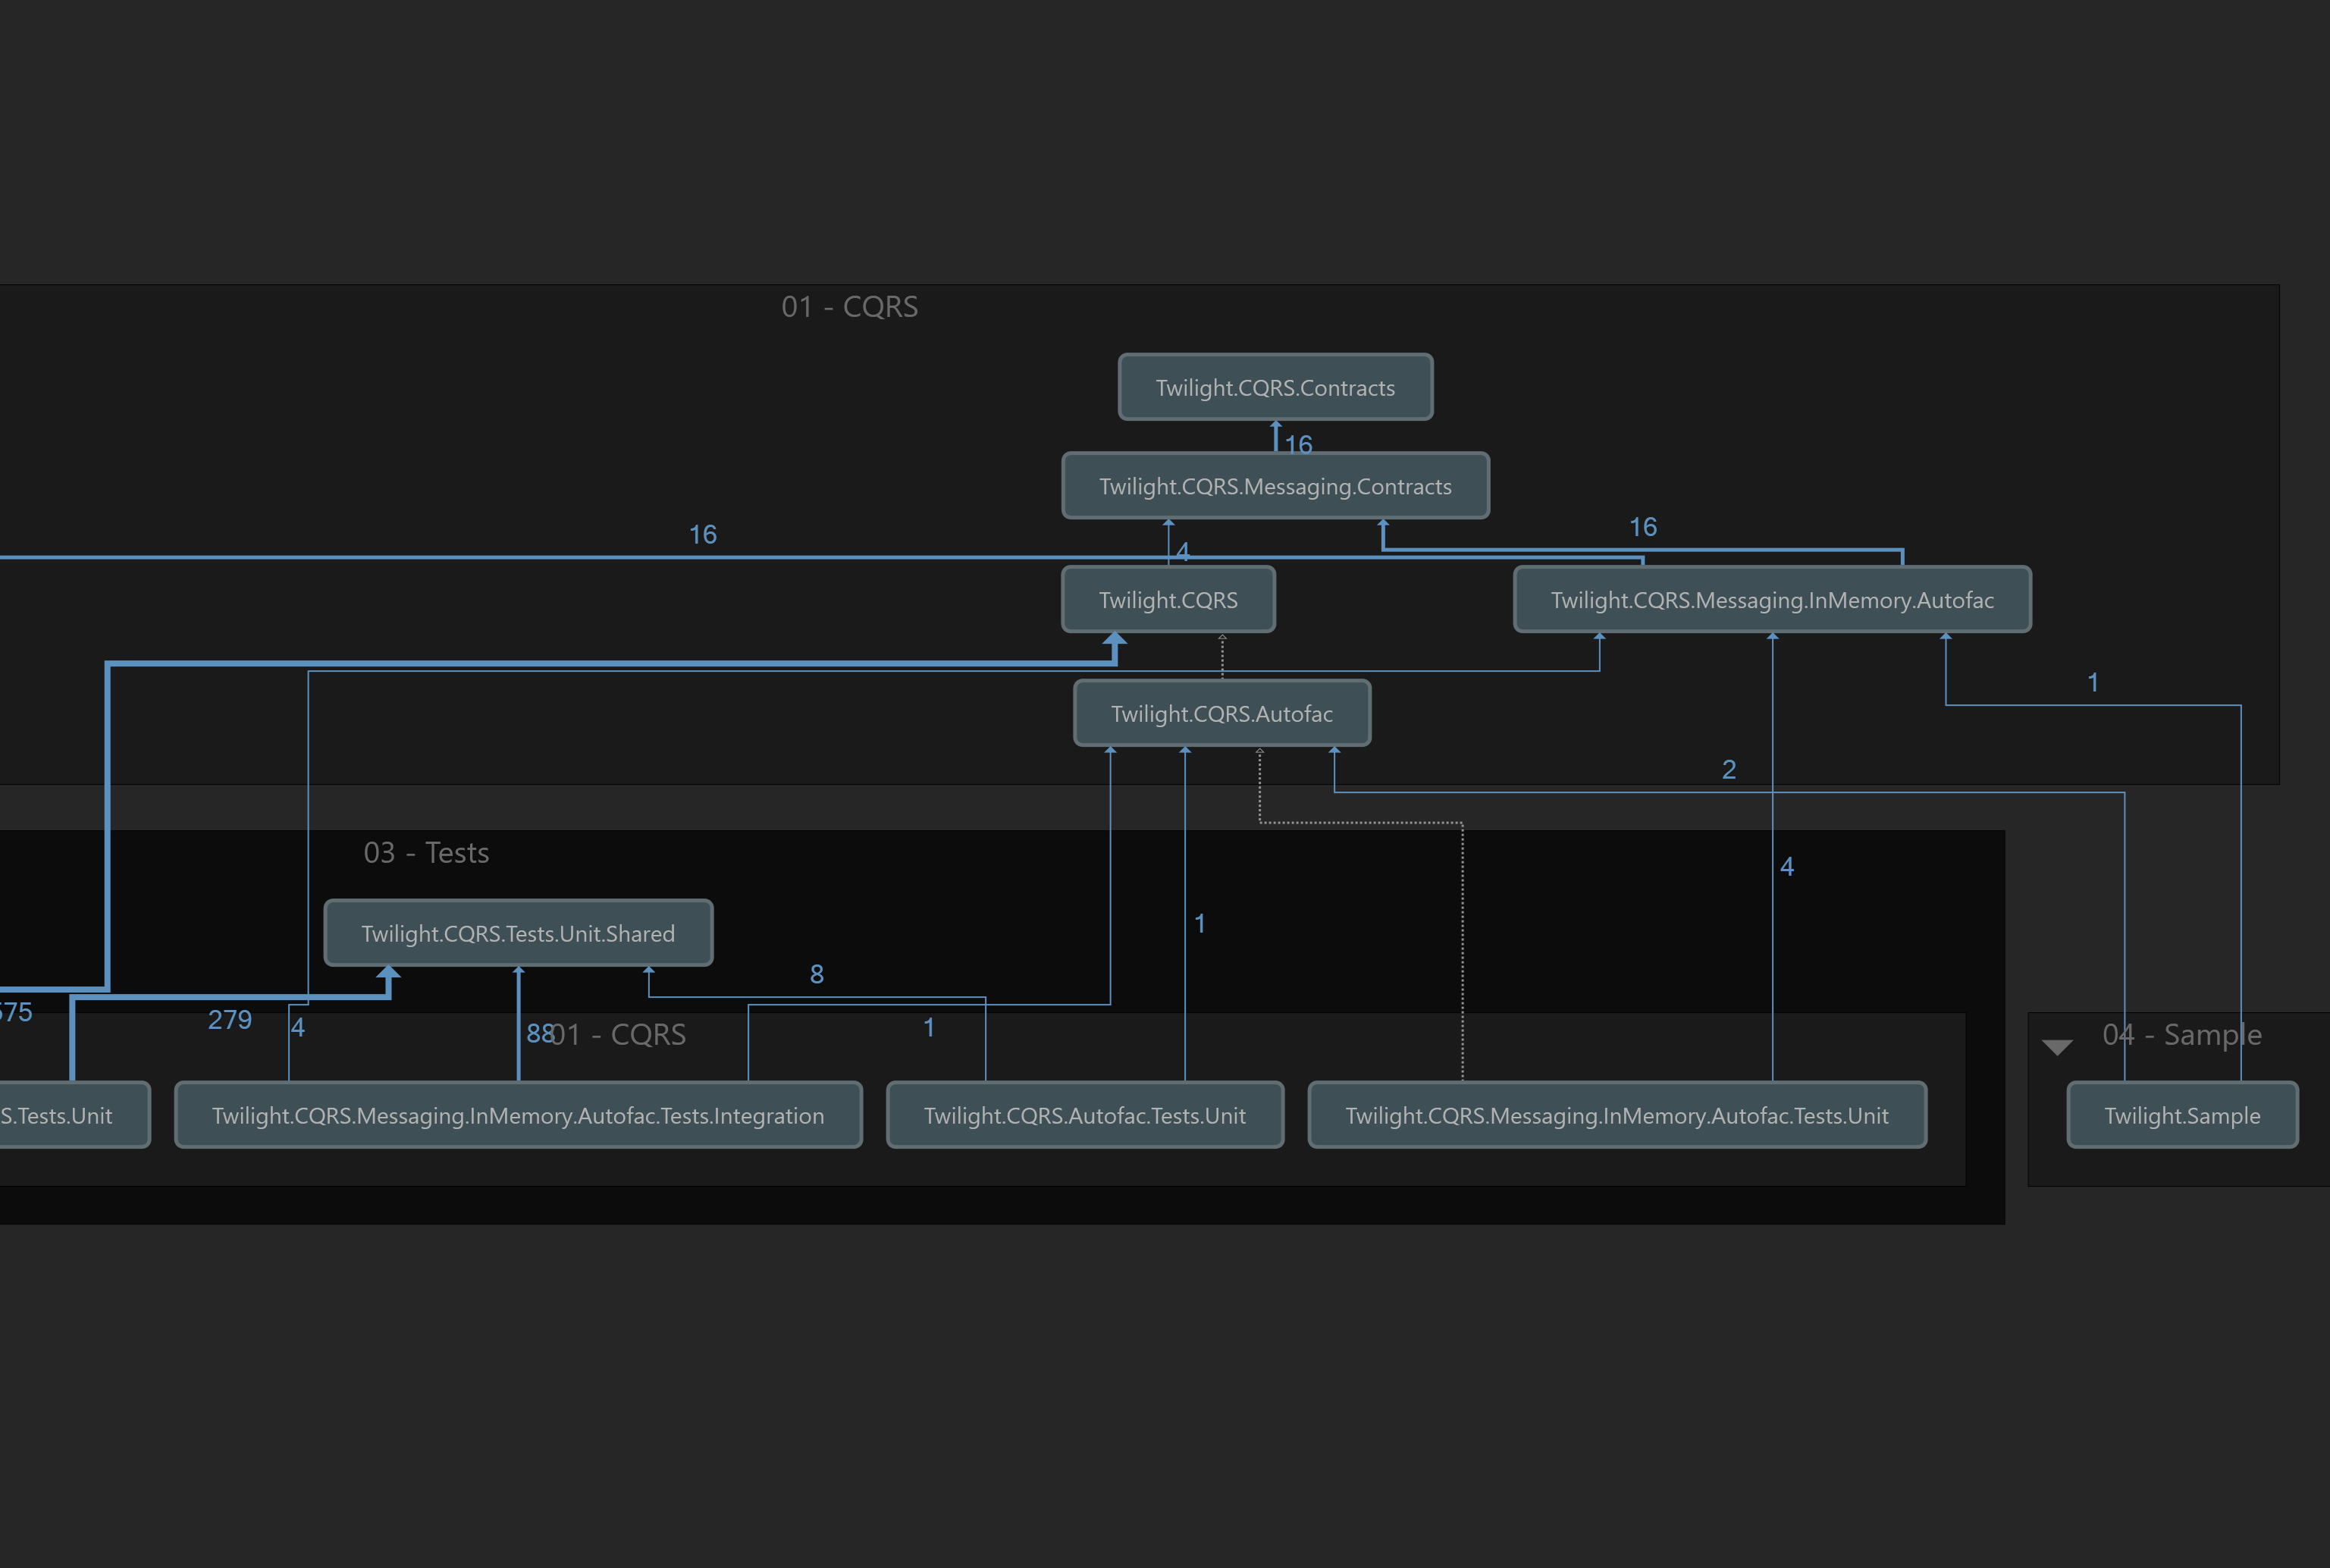 01 - CQRS
Twilight.CQRS.Contracts
16
Twilight.CQRS.Messaging.Contracts
16
16
4
Twilight.CQRS
Twilight.CQRS.Messaging.InMemory.Autofac
1
Twilight.CQRS.Autofac
2
03 - Tests
4
Twilight.CQRS.Tests.Unit.Shared
1
8
575
279
4
88
01 - CQRS
1
04 - Sample
S.Tests.Unit
Twilight.CQRS.Messaging.InMemory.Autofac.Tests.Integration
Twilight.CQRS.Autofac.Tests.Unit
Twilight.CQRS.Messaging.InMemory.Autofac.Tests.Unit
Twilight.Sample